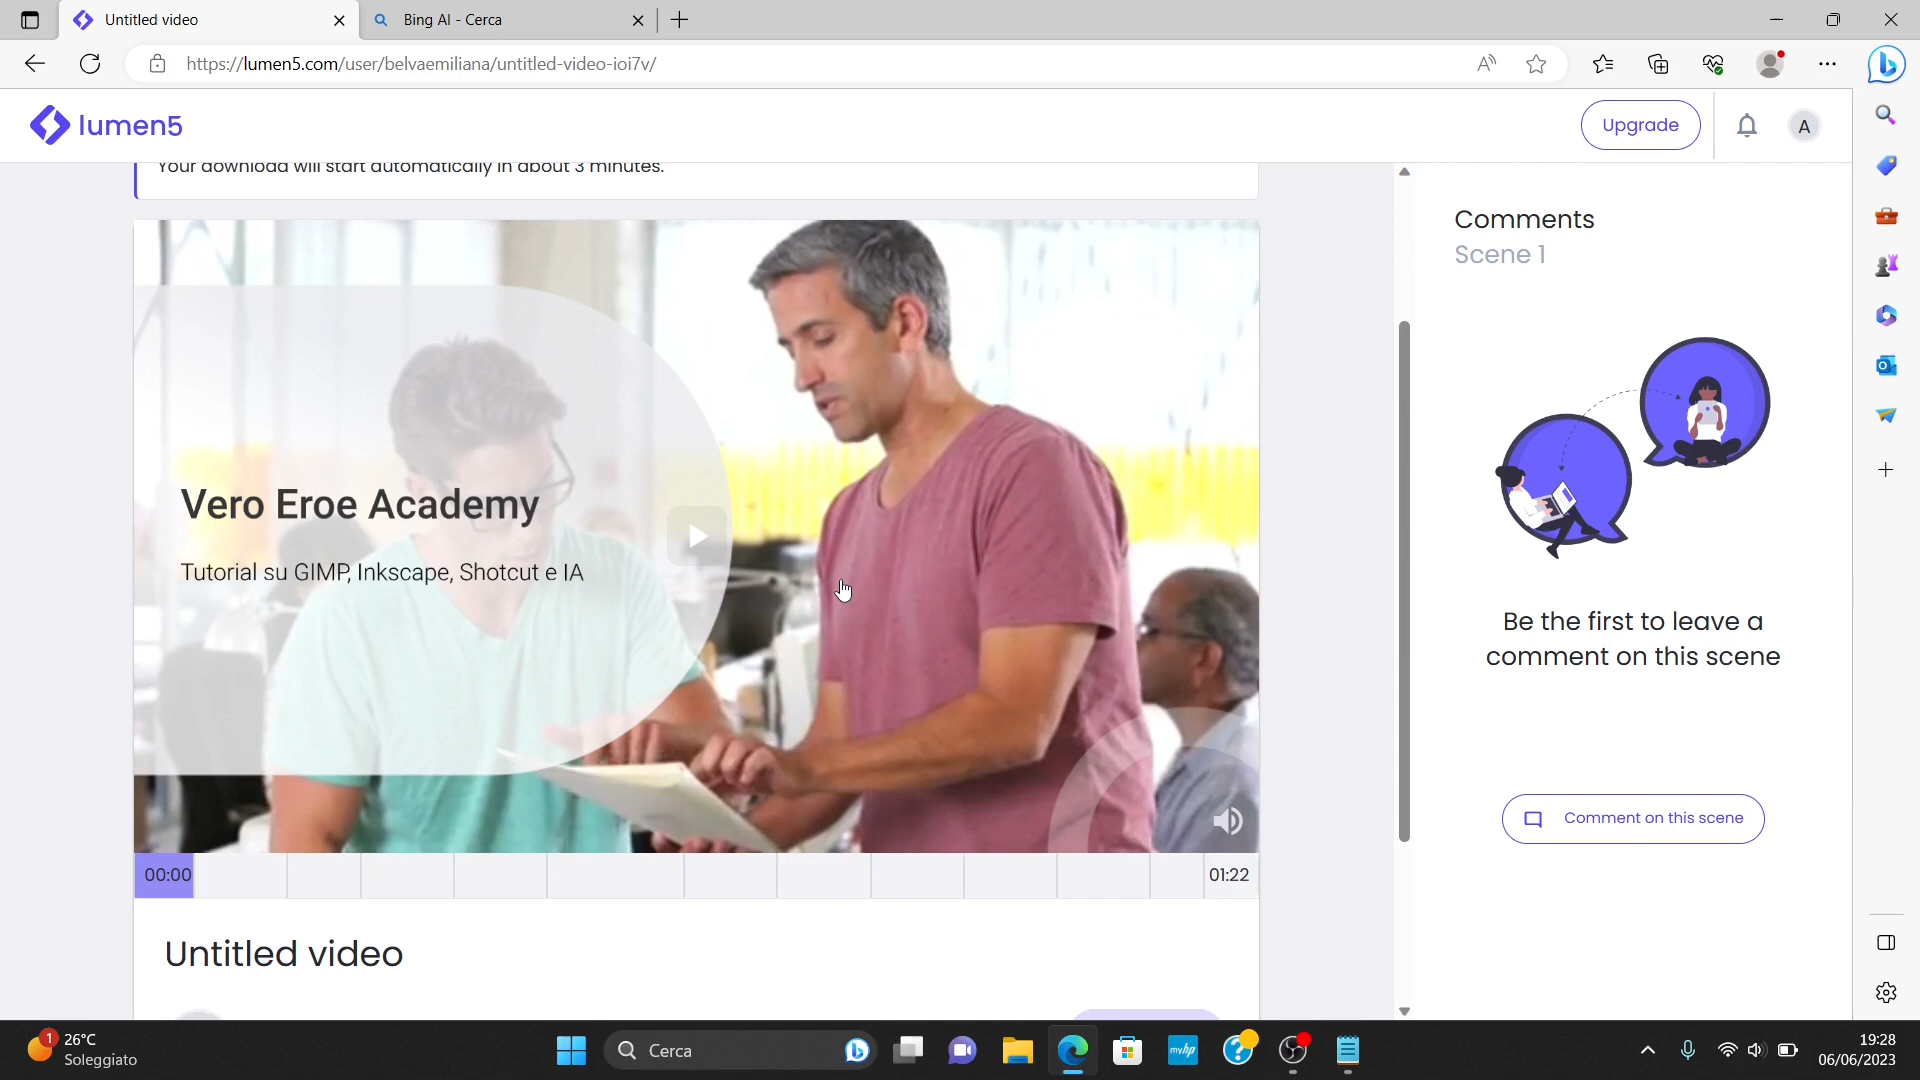 Untitled video
Bing AI - Cerca
https://lumen5.com/user/belvaemiliana/untitled-video-ioi7v/
lumen5
Upgrade
A
Your download will start automatically in about 3 minutes.
Vero Eroe Academy
Tutorial su GIMP, Inkscape, Shotcut e IA
00:00
01:22
Untitled video
Comments
Scene 1
Be the first to leave a
comment on this scene
Comment on this scene
1
26°C
Soleggiato
Cerca
myhp
19:28
06/06/2023